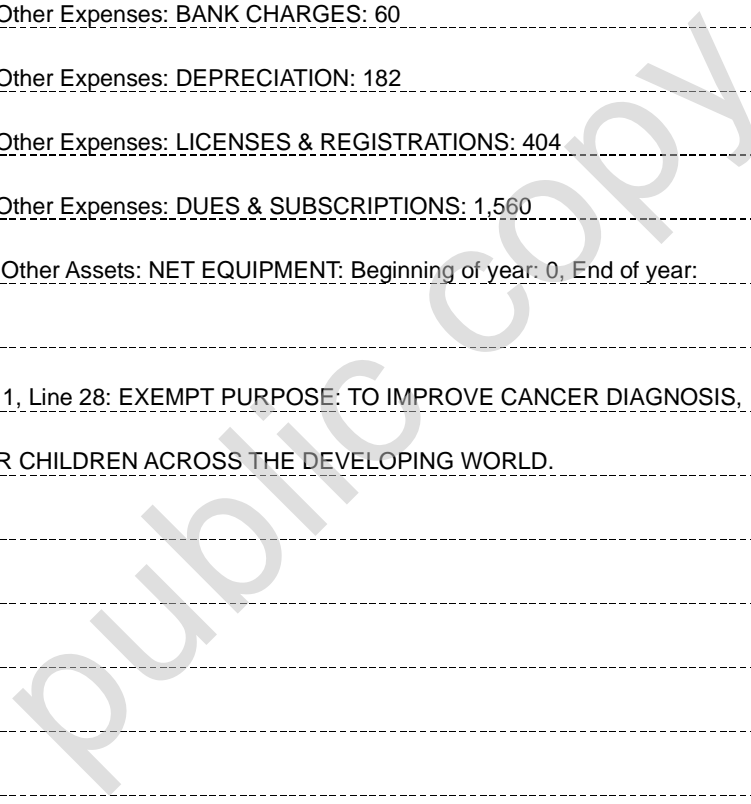 Other Expenses: BANK CHARGES: 60
Other Expenses: DEPRECIATION: 182
Other Expenses: LICENSES & REGISTRATIONS: 404
Other Expenses: DUES & SUBSCRIPTIONS: 1,560
Other Assets: NET EQUIPMENT: Beginning of year: 0, End of year:
1, Line 28: EXEMPT PURPOSE: TO IMPROVE CANCER DIAGNOSIS,
R CHILDREN ACROSS THE DEVELOPING WORLD.
public copy